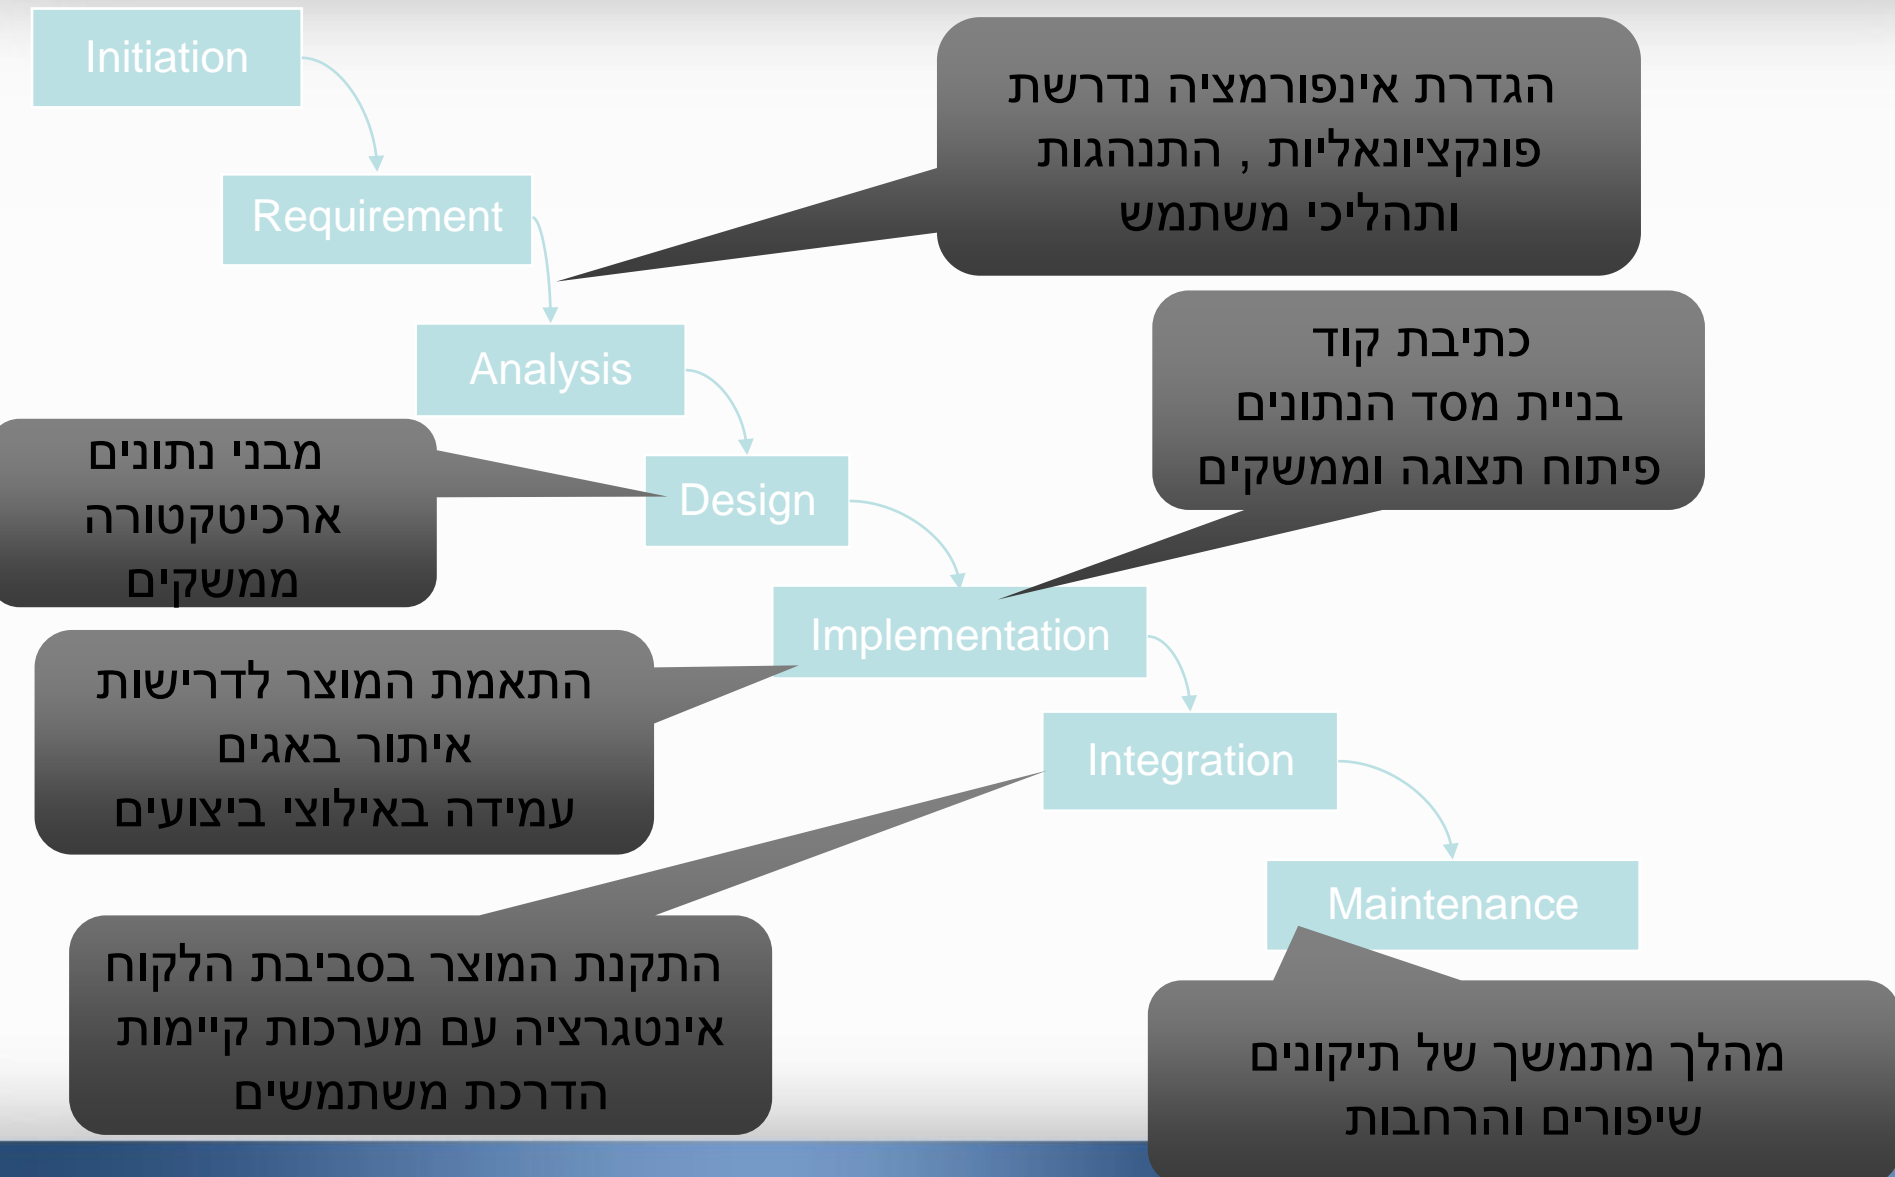 Initiation
הגדרת אינפורמציה נדרשת
פונקציונאליות , התנהגות
ותהליכי משתמש
Requirement
Analysis
כתיבת קוד
בניית מסד הנתונים
פיתוח תצוגה וממשקים
מבני נתונים
ארכיטקטורה
ממשקים
Design
Implementation
התאמת המוצר לדרישות
איתור באגים
עמידה באילוצי ביצועים
Integration
Maintenance
התקנת המוצר בסביבת הלקוח
אינטגרציה עם מערכות קיימות
הדרכת משתמשים
מהלך מתמשך של תיקונים
שיפורים והרחבות